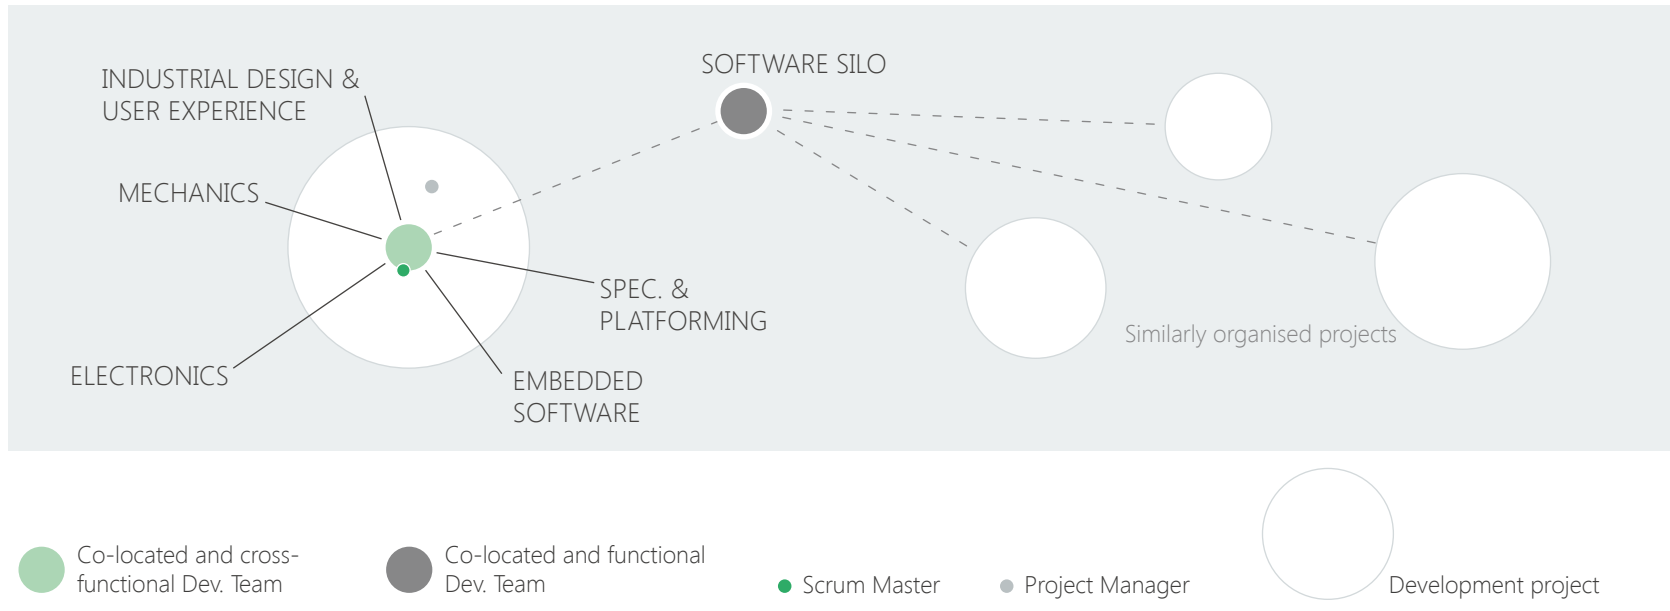 SOFTWARE SILO
INDUSTRIAL DESIGN &
USER EXPERIENCE
MECHANICS
SPEC. &
PLATFORMING
Similarly organised projects
ELECTRONICS
EMBEDDED
SOFTWARE
Co-located and cross-
functional Dev. Team
Co-located and functional
Dev. Team
Scrum Master
Project Manager
Development project